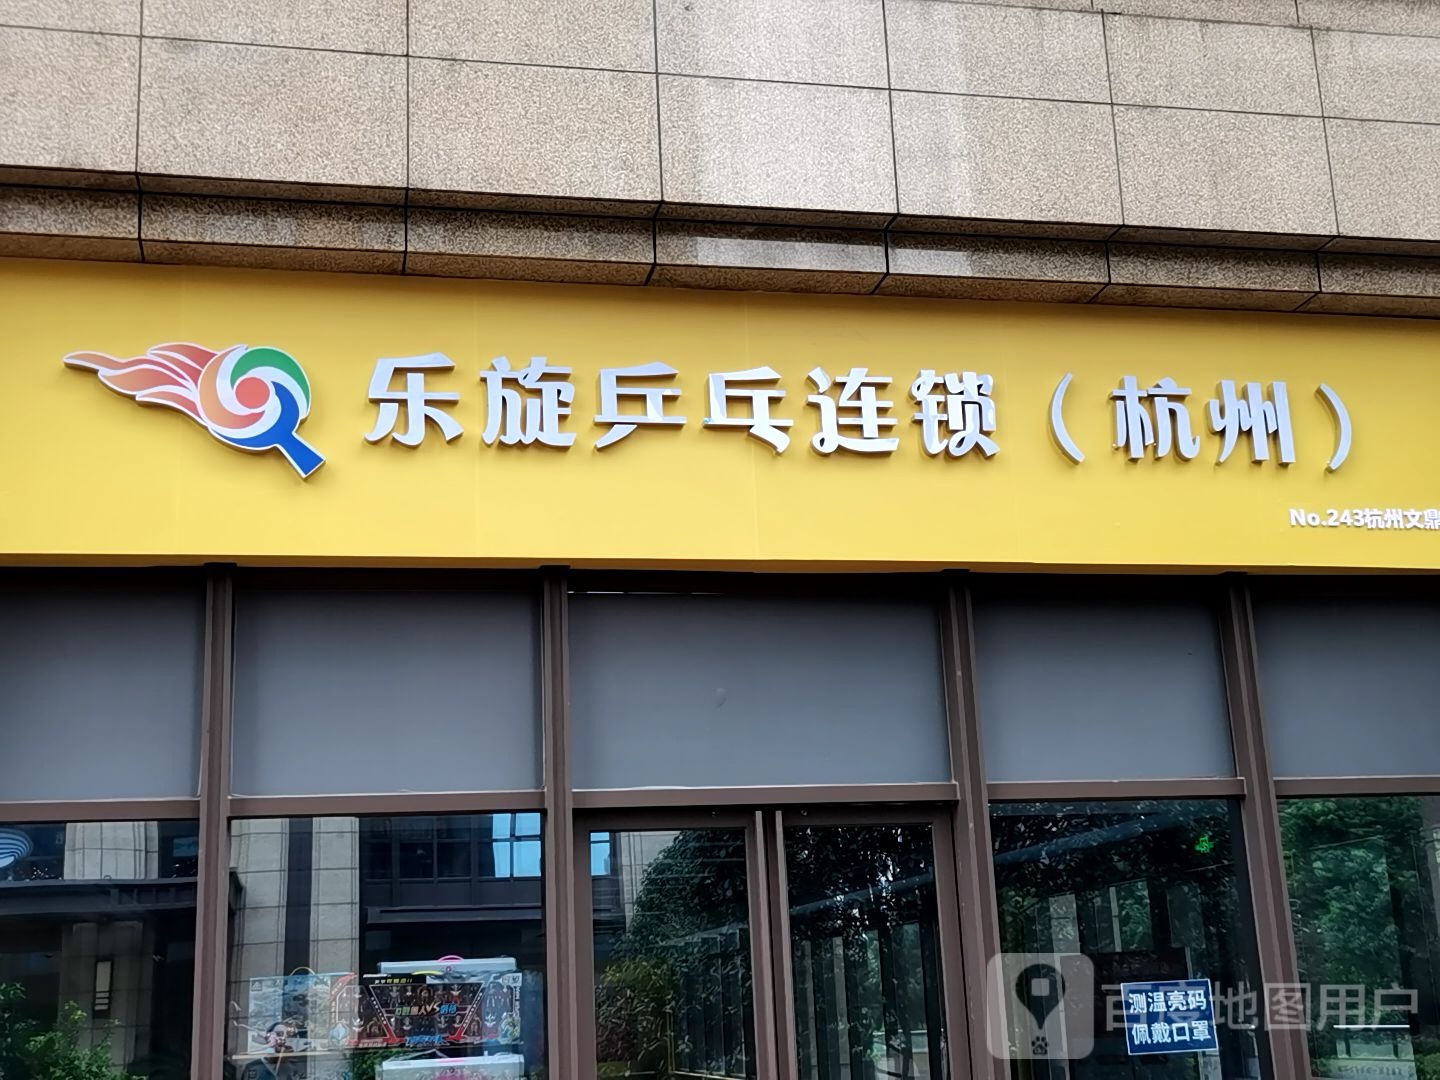 乐旋乒乓连锁（杭州）
No.243杭州文鼎
测温亮码
佩戴口罩
百度地图用户